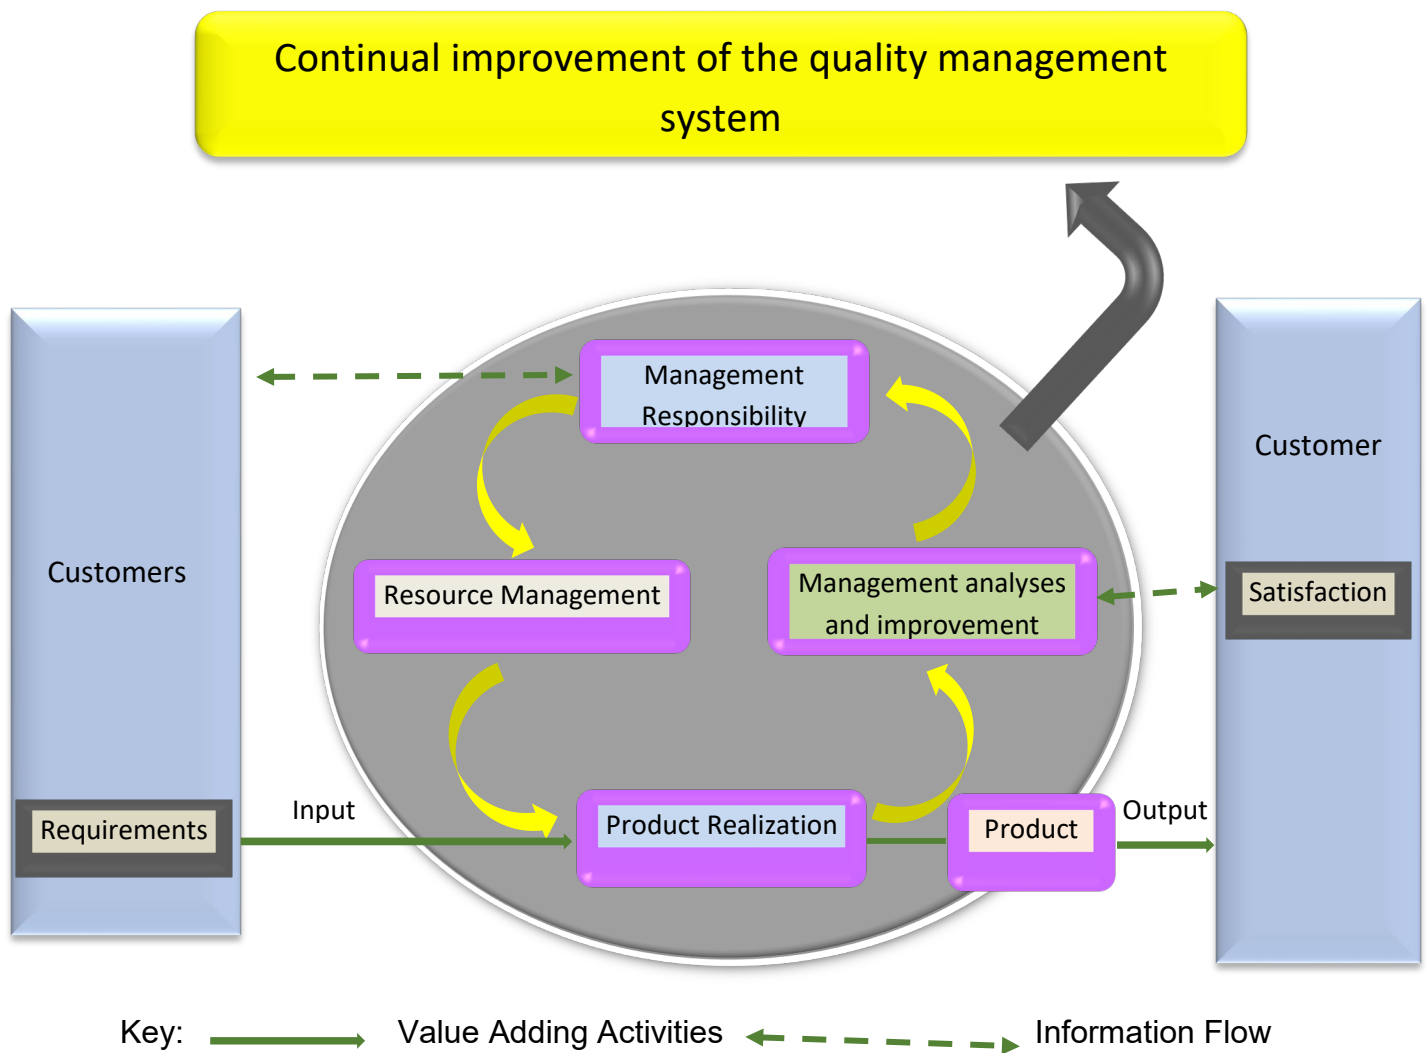 Continual improvement of the quality management
system
Management
Responsibility
Customer
Customers
Resource Management
Management analyses
and improvement
Satisfaction
Input
Requirements
Product Realization
Product
Output
Key:
Value Adding Activities
Information Flow